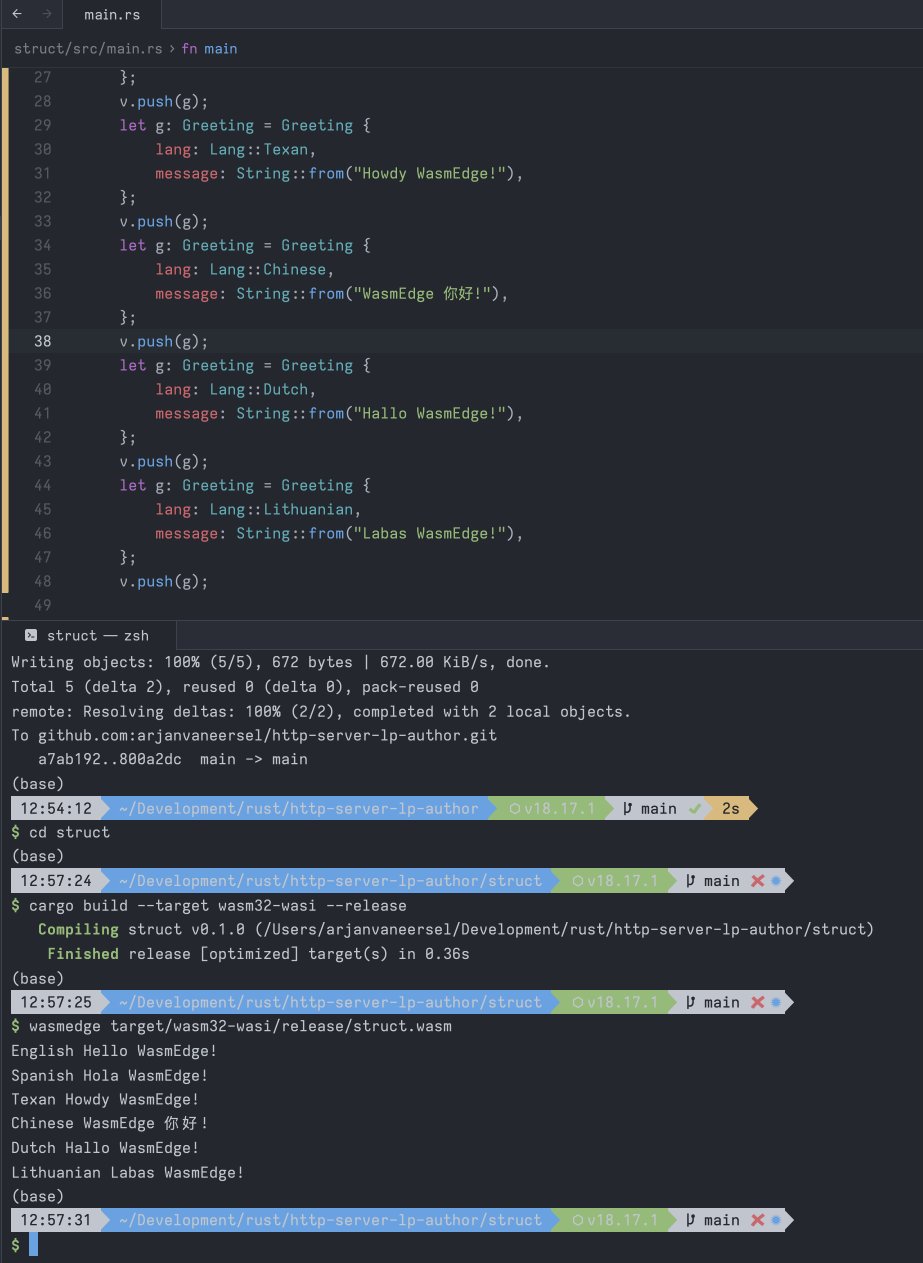 main.rs
struct/src/main.rs › fn main
27 };
28 v.push(g);
29 let g: Greeting = Greeting {
30 lang: Lang::Texan,
31 message: String::from("Howdy WasmEdge!"),
32 };
33 v.push(g);
34 let g: Greeting = Greeting {
35 lang: Lang::Chinese,
36 message: String::from("WasmEdge 你好!"),
37 };
38 v.push(g);
39 let g: Greeting = Greeting {
40 lang: Lang::Dutch,
41 message: String::from("Hallo WasmEdge!"),
42 };
43 v.push(g);
44 let g: Greeting = Greeting {
45 lang: Lang::Lithuanian,
46 message: String::from("Labas WasmEdge!"),
47 };
48 v.push(g);
49
struct — zsh
Writing objects: 100% (5/5), 672 bytes | 672.00 KiB/s, done.
Total 5 (delta 2), reused 0 (delta 0), pack-reused 0
remote: Resolving deltas: 100% (2/2), completed with 2 local objects.
To github.com:arjanvaneersel/http-server-lp-author.git
a7ab192..800a2dc main -> main
(base)
12:54:12 ~/Development/rust/http-server-lp-author v18.17.1 main ✓ 2s
$ cd struct
(base)
12:57:24 ~/Development/rust/http-server-lp-author/struct v18.17.1 main
$ cargo build --target wasm32-wasi --release
Compiling struct v0.1.0 (/Users/arjanvaneersel/Development/rust/http-server-lp-author/struct)
Finished release [optimized] target(s) in 0.36s
(base)
12:57:25 ~/Development/rust/http-server-lp-author/struct v18.17.1 main
$ wasmedge target/wasm32-wasi/release/struct.wasm
English Hello WasmEdge!
Spanish Hola WasmEdge!
Texan Howdy WasmEdge!
Chinese WasmEdge 你好!
Dutch Hallo WasmEdge!
Lithuanian Labas WasmEdge!
(base)
12:57:31 ~/Development/rust/http-server-lp-author/struct v18.17.1 main
$